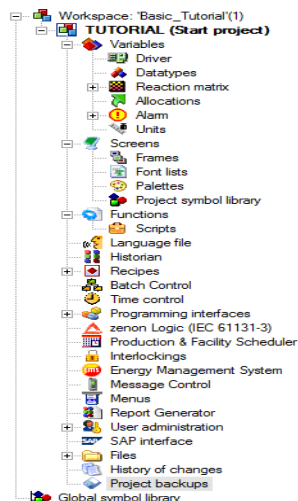 Workspace: 'Basic_Tutorial'(1)
TUTORIAL (Start project)
Variables
Driver
Datatypes
Reaction matrix
Allocations
Alarm
Units
Screens
Frames
Font lists
Palettes
Project symbol library
Functions
Scripts
Language file
Historian
Recipes
Batch Control
Time control
Programming interfaces
zenon Logic (IEC 61131-3)
Production & Facility Scheduler
Interlockings
Energy Management System
Message Control
Menus
Report Generator
User administration
SAP interface
Files
History of changes
Project backups
Global symbol library